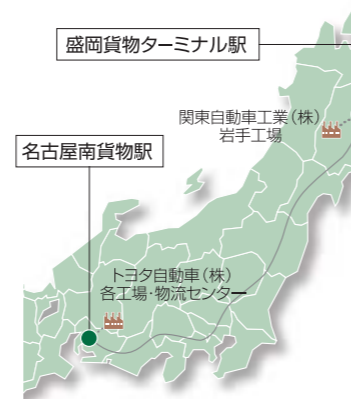 盛岡貨物ターミナル駅
関東自動車工業（株）
岩手工場
名古屋南貨物駅
トヨタ自動車（株）
各工場・物流センター